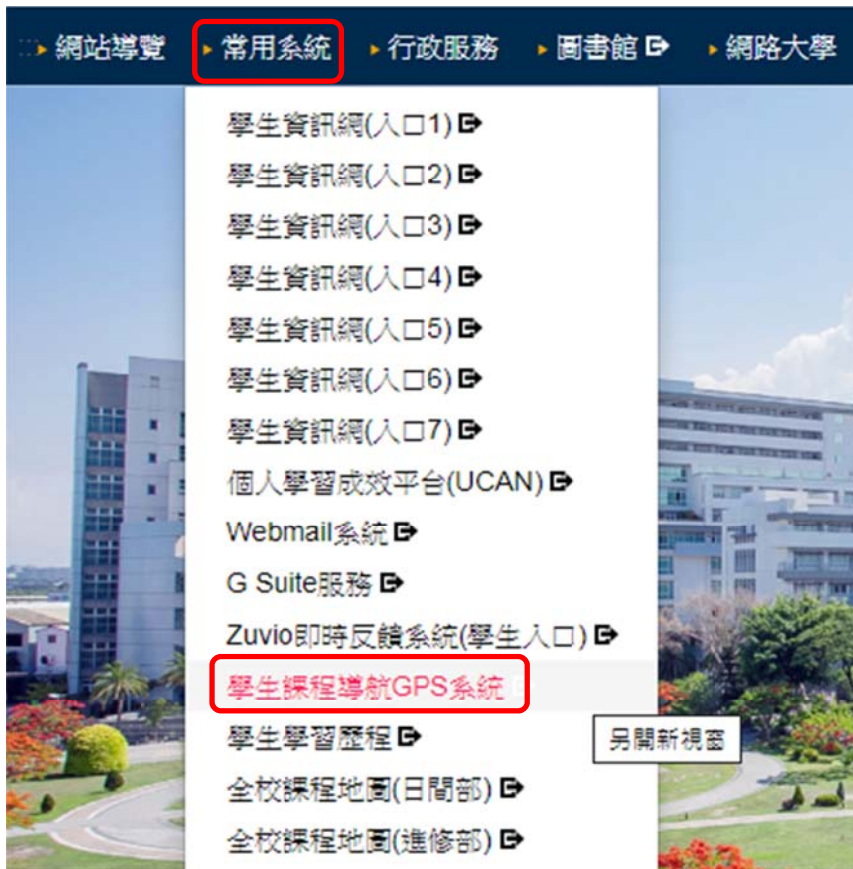 網站導覽 常用系統 行政服務 圖書館 網路大學
學生資訊網(入口1)
學生資訊網(入口2)
學生資訊網(入口3)
學生資訊網(入口4)
學生資訊網(入口5)
學生資訊網(入口6)
學生資訊網(入口7)
個人學習成效平台(UCAN)
Webmail系統
G Suite服務
Zuvio即時反饋系統(學生入口)
學生課程導航GPS系統
學生學習歷程
另開新視窗
全校課程地圖(日間部)
全校課程地圖(進修部)